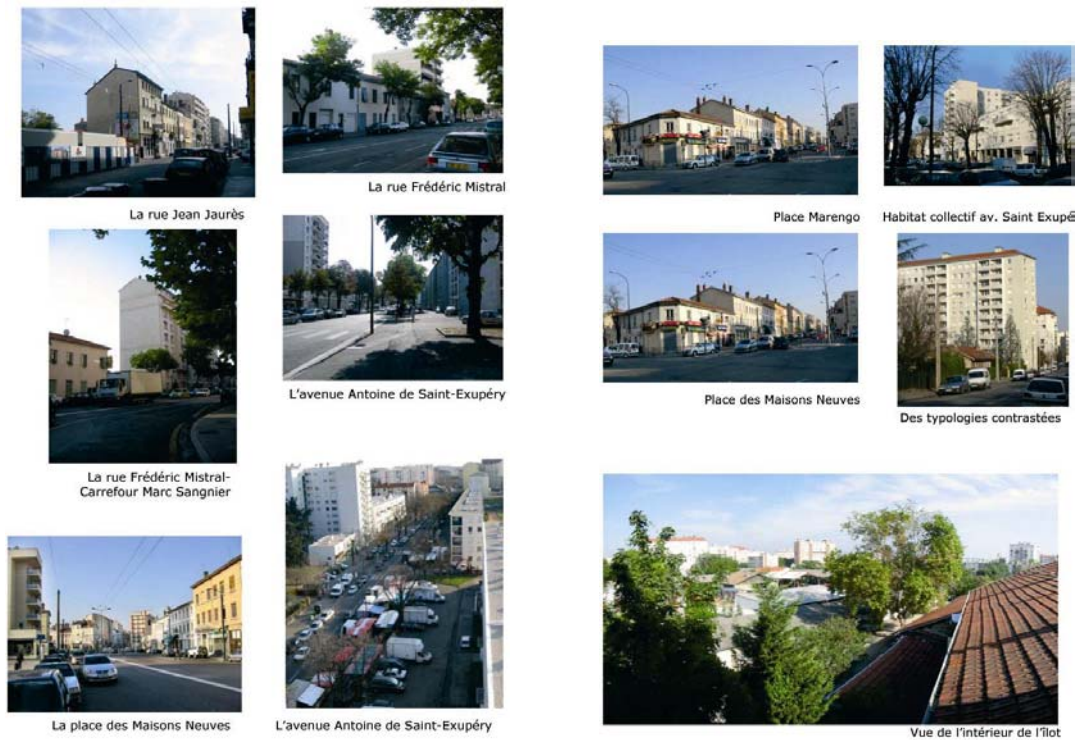 La rue Jean Jaurès
La rue Frédéric Mistral
L'avenue Antoine de Saint-Exupéry
La rue Frédéric Mistral-
Carrefour Marc Sangnier
La place des Maisons Neuves
L'avenue Antoine de Saint-Exupéry
Place Marengo
Habitat collectif av. Saint Exupé
Place des Maisons Neuves
Des typologies contrastées
Vue de l'intérieur de l'îlot